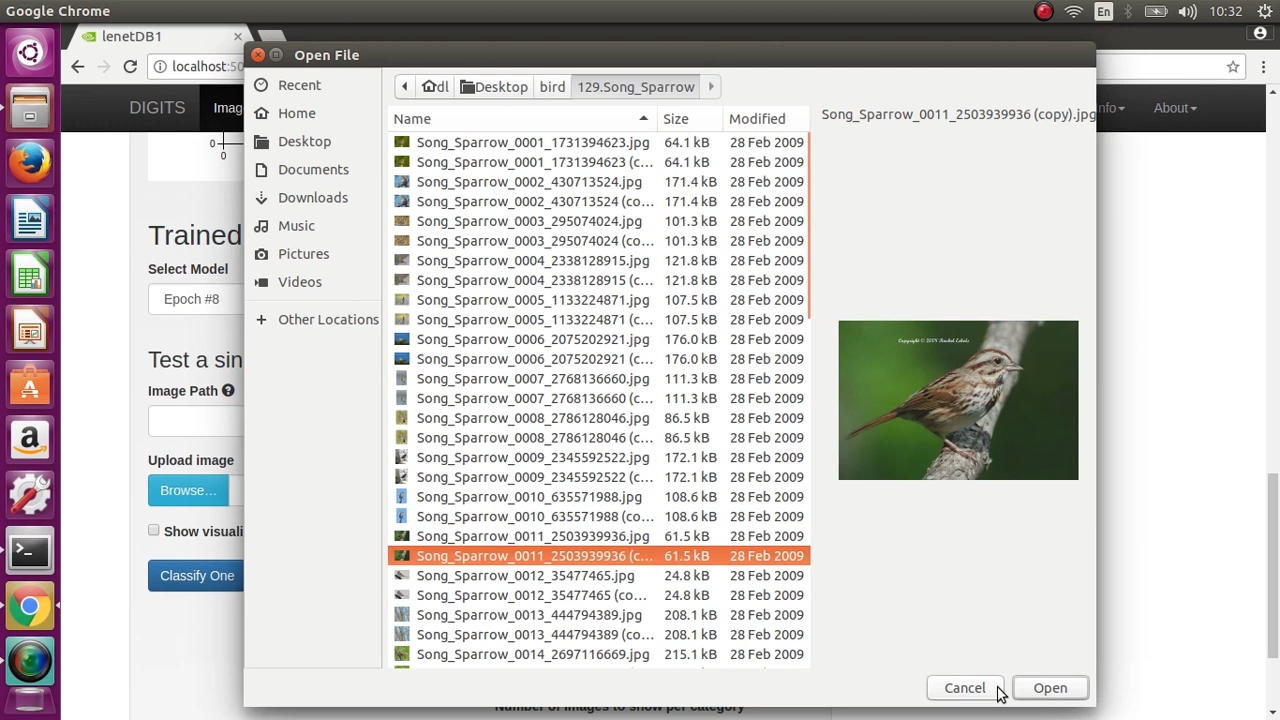 Google Chrome
En
10:32
lenetDB1
localhost:50
DIGITS
Imag
Info
About
0
0
Trained
Select Model
Epoch #8
Test a sin
Image Path
Upload image
Browse...
Show visuali
Classify One
Number of images to show per category
Open File
Recent
Home
Desktop
Documents
Downloads
Music
Pictures
Videos
Other Locations
dl Desktop bird 129.Song_Sparrow
Name Size Modified
Song_Sparrow_0001_1731394623.jpg 64.1 kB 28 Feb 2009
Song_Sparrow_0001_1731394623 (c... 64.1 kB 28 Feb 2009
Song_Sparrow_0002_430713524.jpg 171.4 kB 28 Feb 2009
Song_Sparrow_0002_430713524 (co... 171.4 kB 28 Feb 2009
Song_Sparrow_0003_295074024.jpg 101.3 kB 28 Feb 2009
Song_Sparrow_0003_295074024 (co... 101.3 kB 28 Feb 2009
Song_Sparrow_0004_2338128915.jpg 121.8 kB 28 Feb 2009
Song_Sparrow_0004_2338128915 (c... 121.8 kB 28 Feb 2009
Song_Sparrow_0005_1133224871.jpg 107.5 kB 28 Feb 2009
Song_Sparrow_0005_1133224871 (c... 107.5 kB 28 Feb 2009
Song_Sparrow_0006_2075202921.jpg 176.0 kB 28 Feb 2009
Song_Sparrow_0006_2075202921 (c... 176.0 kB 28 Feb 2009
Song_Sparrow_0007_2768136660.jpg 111.3 kB 28 Feb 2009
Song_Sparrow_0007_2768136660 (c... 111.3 kB 28 Feb 2009
Song_Sparrow_0008_2786128046.jpg 86.5 kB 28 Feb 2009
Song_Sparrow_0008_2786128046 (c... 86.5 kB 28 Feb 2009
Song_Sparrow_0009_2345592522.jpg 172.1 kB 28 Feb 2009
Song_Sparrow_0009_2345592522 (c... 172.1 kB 28 Feb 2009
Song_Sparrow_0010_635571988.jpg 108.6 kB 28 Feb 2009
Song_Sparrow_0010_635571988 (co... 108.6 kB 28 Feb 2009
Song_Sparrow_0011_2503939936.jpg 61.5 kB 28 Feb 2009
Song_Sparrow_0011_2503939936 (c... 61.5 kB 28 Feb 2009
Song_Sparrow_0012_35477465.jpg 24.8 kB 28 Feb 2009
Song_Sparrow_0012_35477465 (co... 24.8 kB 28 Feb 2009
Song_Sparrow_0013_444794389.jpg 208.1 kB 28 Feb 2009
Song_Sparrow_0013_444794389 (co... 208.1 kB 28 Feb 2009
Song_Sparrow_0014_2697116669.jpg 215.1 kB 28 Feb 2009
Song_Sparrow_0011_2503939936 (copy).jpg
Copyright ©
Cancel
Open